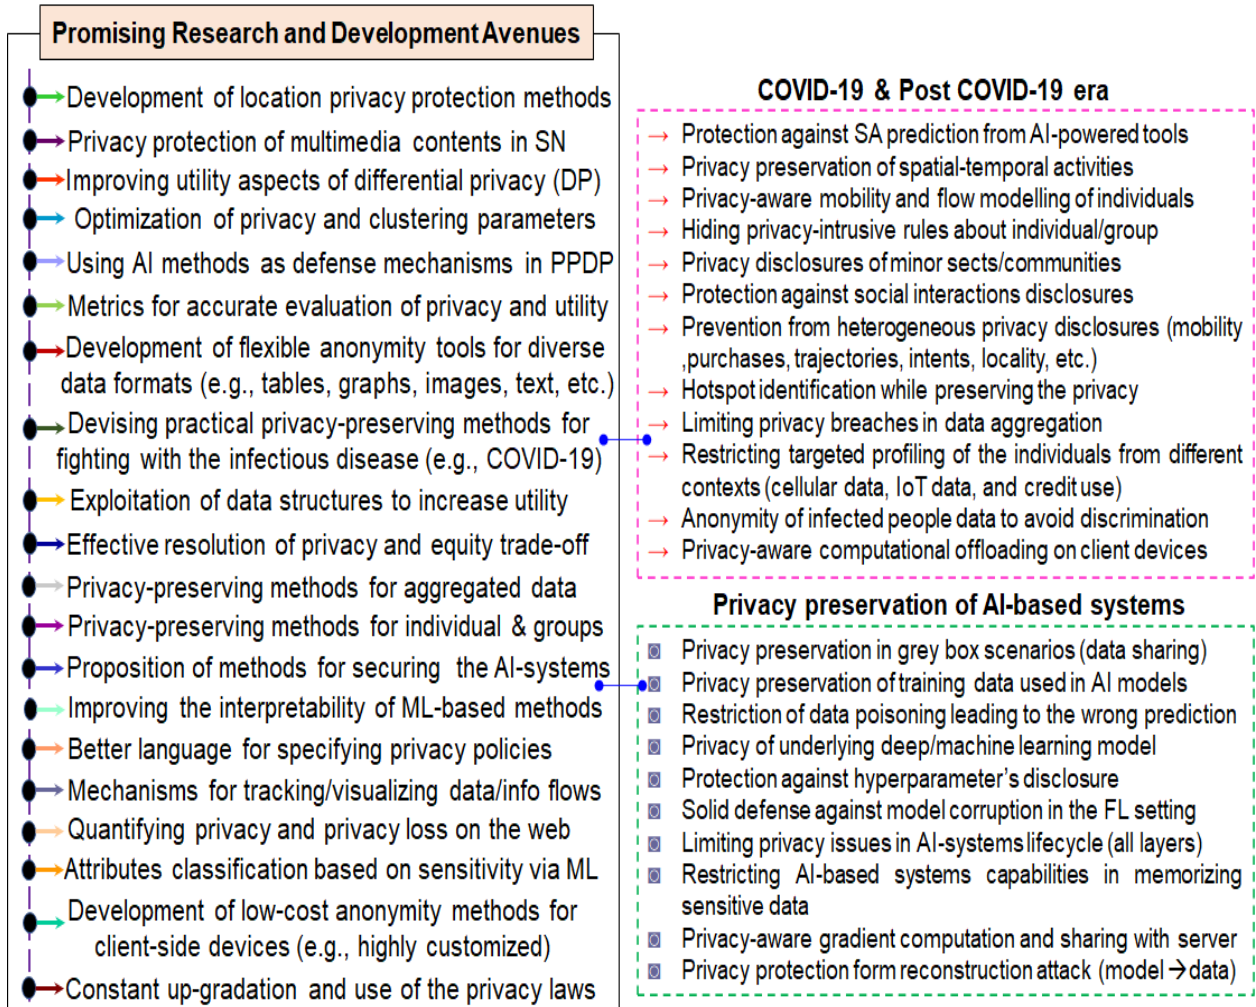 Promising Research and Development Avenues
Development of location privacy protection methods
Privacy protection of multimedia contents in SN
Improving utility aspects of differential privacy (DP)
Optimization of privacy and clustering parameters
Using AI methods as defense mechanisms in PPDP
Metrics for accurate evaluation of privacy and utility
Development of flexible anonymity tools for diverse
data formats (e.g., tables, graphs, images, text, etc.)
Devising practical privacy-preserving methods for
fighting with the infectious disease (e.g., COVID-19)
Exploitation of data structures to increase utility
Effective resolution of privacy and equity trade-off
Privacy-preserving methods for aggregated data
Privacy-preserving methods for individual & groups
Proposition of methods for securing the AI-systems
Improving the interpretability of ML-based methods
Better language for specifying privacy policies
Mechanisms for tracking/visualizing data/info flows
Quantifying privacy and privacy loss on the web
Attributes classification based on sensitivity via ML
Development of low-cost anonymity methods for
client-side devices (e.g., highly customized)
Constant up-gradation and use of the privacy laws
COVID-19 & Post COVID-19 era
→ Protection against SA prediction from AI-powered tools
→ Privacy preservation of spatial-temporal activities
→ Privacy-aware mobility and flow modelling of individuals
→ Hiding privacy-intrusive rules about individual/group
→ Privacy disclosures of minor sects/communities
→ Protection against social interactions disclosures
→ Prevention from heterogeneous privacy disclosures (mobility
,purchases, trajectories, intents, locality, etc.)
→ Hotspot identification while preserving the privacy
→ Limiting privacy breaches in data aggregation
→ Restricting targeted profiling of the individuals from different
contexts (cellular data, IoT data, and credit use)
→ Anonymity of infected people data to avoid discrimination
→ Privacy-aware computational offloading on client devices
Privacy preservation of AI-based systems
Privacy preservation in grey box scenarios (data sharing)
Privacy preservation of training data used in AI models
Restriction of data poisoning leading to the wrong prediction
Privacy of underlying deep/machine learning model
Protection against hyperparameter's disclosure
Solid defense against model corruption in the FL setting
Limiting privacy issues in AI-systems lifecycle (all layers)
Restricting AI-based systems capabilities in memorizing
sensitive data
Privacy-aware gradient computation and sharing with server
Privacy protection form reconstruction attack (model →data)